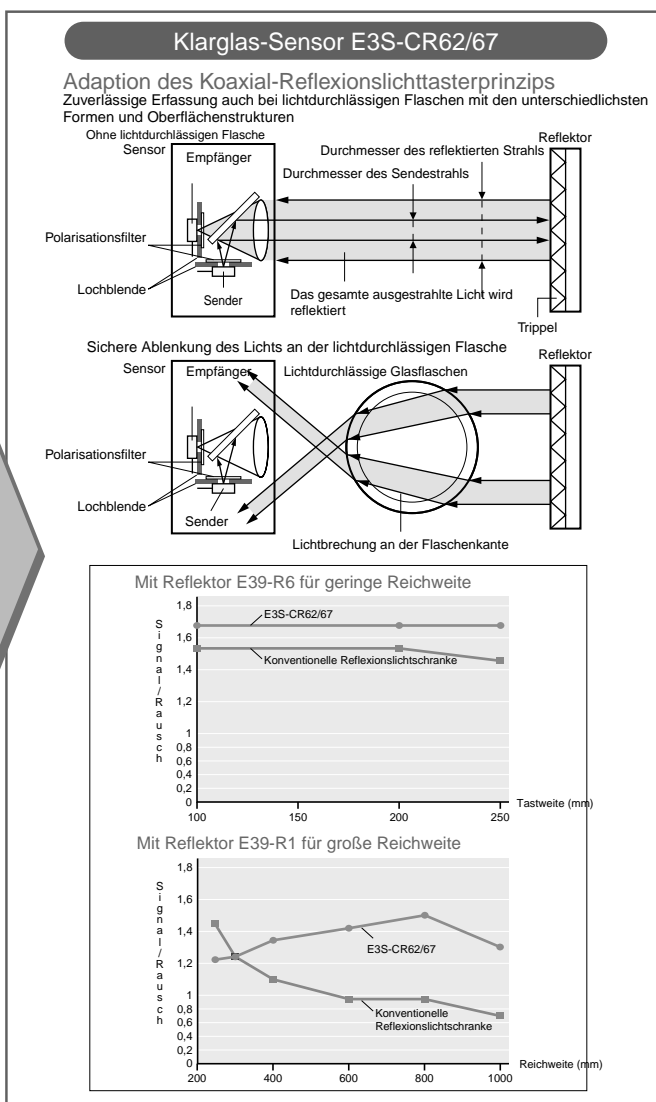 Klarglas-Sensor E3S-CR62/67
Adaption des Koaxial-Reflexionslichttasterprinzips
Zuverlässige Erfassung auch bei lichtdurchlässigen Flaschen mit den unterschiedlichsten
Formen und Oberflächenstrukturen
Ohne lichtdurchlässigen Flasche
Sensor
Empfänger
Durchmesser des reflektierten Strahls
Reflektor
Durchmesser des Sendestrahls
Polarisationsfilter
Lochblende
Sender
Das gesamte ausgestrahlte Licht wird
reflektiert
Trippel
Sichere Ablenkung des Lichts an der lichtdurchlässigen Flasche
Sensor
Empfänger
Lichtdurchlässige Glasflaschen
Reflektor
Polarisationsfilter
Lochblende
Sender
Lichtbrechung an der Flaschenkante
Mit Reflektor E39-R6 für geringe Reichweite
Signal/Rausch
1,8
1,6
1,4
1,2
1
0,8
0,6
0,4
0,2
0
E3S-CR62/67
Konventionelle Reflexionslichtschranke
100
150
200
250
Tastweite (mm)
Mit Reflektor E39-R1 für große Reichweite
Signal/Rausch
1,8
1,6
1,4
1,2
1
0,8
0,6
0,4
0,2
0
E3S-CR62/67
Konventionelle
Reflexionslichtschranke
200
400
600
800
1000
Reichweite (mm)